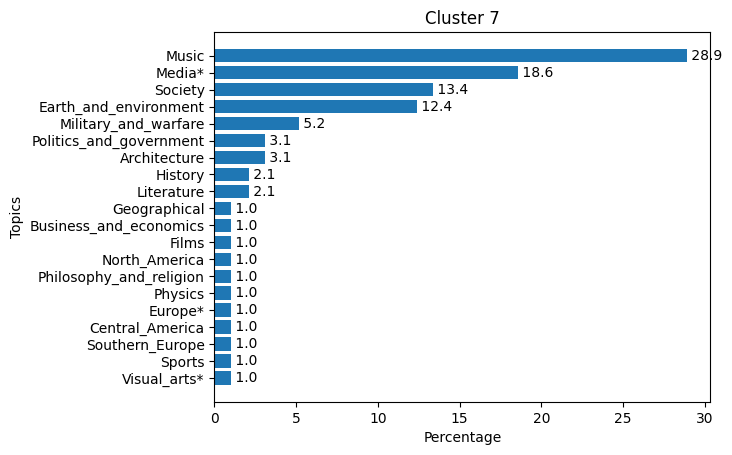 Cluster 7
Music 28.9
Media* 18.6
Society 13.4
Earth_and_environment 12.4
Military_and_warfare 5.2
Politics_and_government 3.1
Architecture 3.1
History 2.1
Literature 2.1
Geographical 1.0
Business_and_economics 1.0
Films 1.0
North_America 1.0
Philosophy_and_religion 1.0
Physics 1.0
Europe* 1.0
Central_America 1.0
Southern_Europe 1.0
Sports 1.0
Visual_arts* 1.0
Topics
0 5 10 15 20 25 30
Percentage